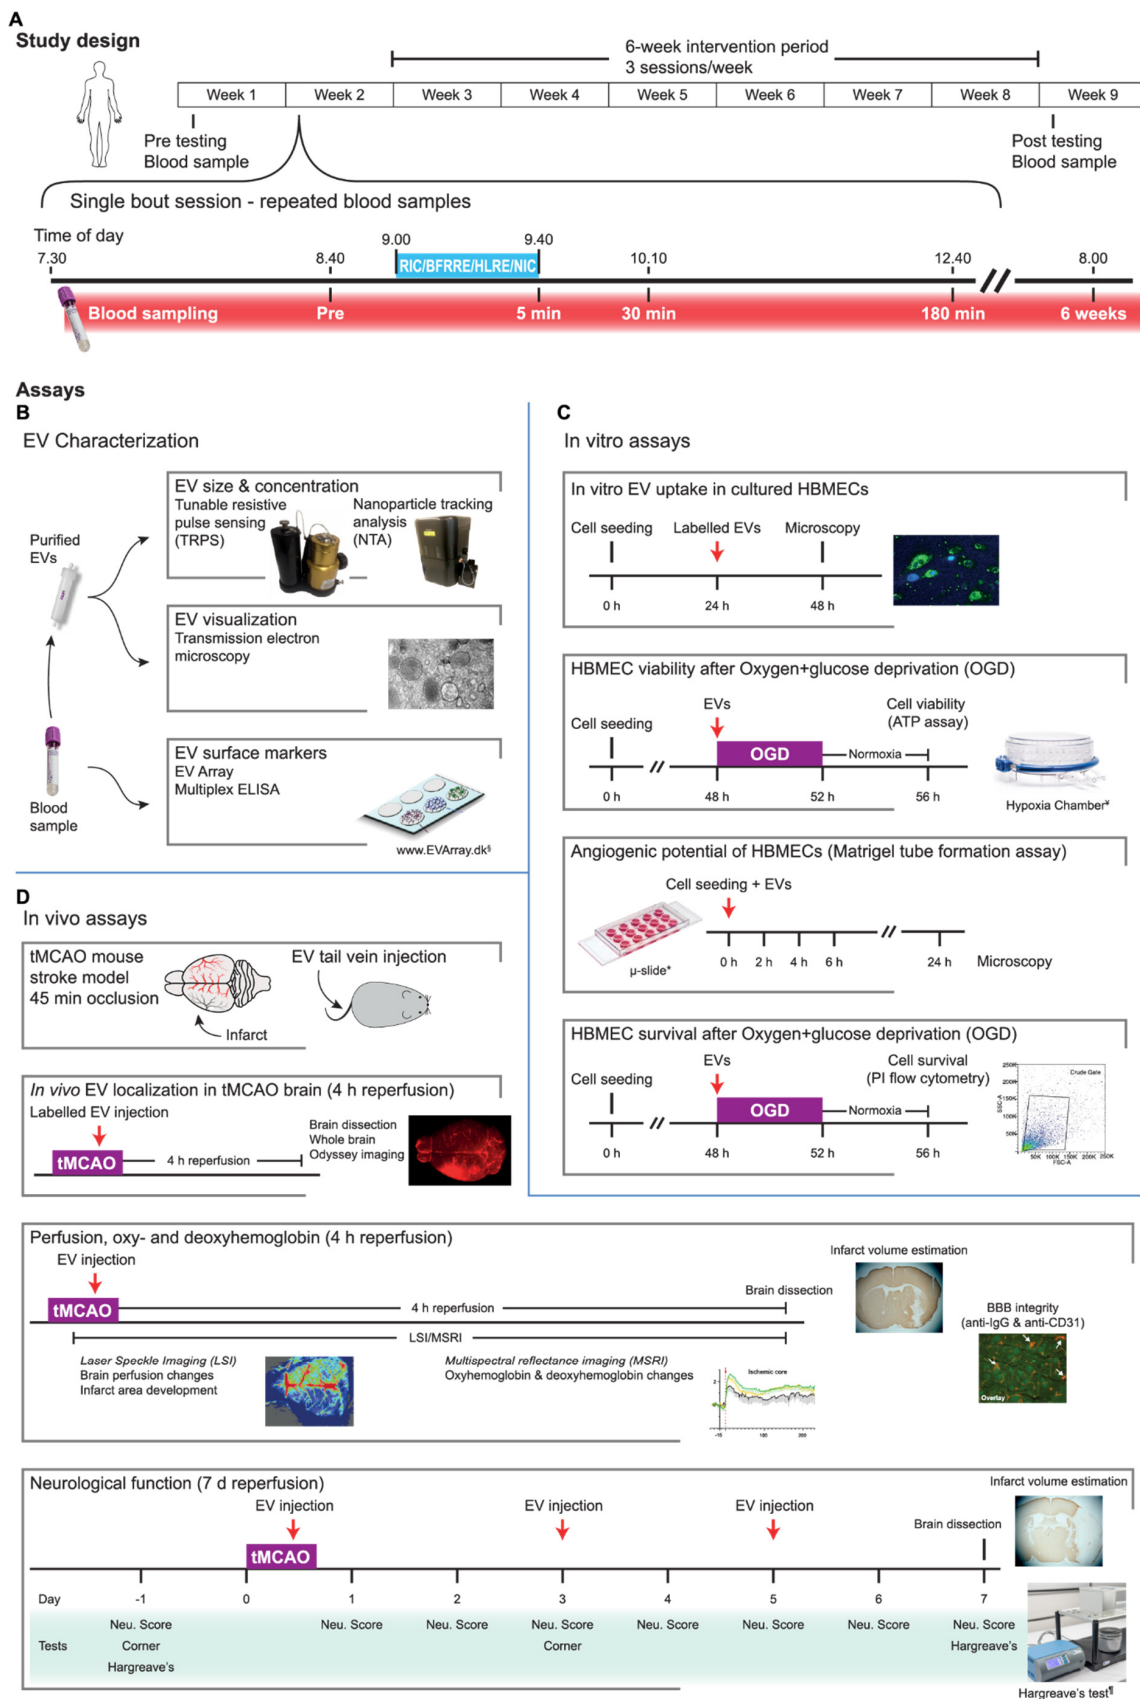 A
Study design
6-week intervention period
3 sessions/week
Week 1 Week 2 Week 3 Week 4 Week 5 Week 6 Week 7 Week 8 Week 9
Pre testing
Blood sample
Post testing
Blood sample
Single bout session - repeated blood samples
Time of day
7.30 8.40 9.00 9.40 10.10 12.40 8.00
RIC/BFRRE/HLRE/NIC
Blood sampling Pre 5 min 30 min 180 min 6 weeks
Assays
B
EV Characterization
Purified
EVs
Blood
sample
EV size & concentration
Tunable resistive
pulse sensing
(TRPS)
Nanoparticle tracking
analysis
(NTA)
EV visualization
Transmission electron
microscopy
EV surface markers
EV Array
Multiplex ELISA
www.EVArray.dk§
C
In vitro assays
In vitro EV uptake in cultured HBMECs
Cell seeding Labelled EVs Microscopy
0 h 24 h 48 h
HBMEC viability after Oxygen+glucose deprivation (OGD)
Cell seeding
EVs
Cell viability
(ATP assay)
OGD
Normoxia
0 h 48 h 52 h 56 h
Hypoxia Chamber¥
Angiogenic potential of HBMECs (Matrigel tube formation assay)
Cell seeding + EVs
µ-slide*
0 h 2 h 4 h 6 h 24 h Microscopy
HBMEC survival after Oxygen+glucose deprivation (OGD)
Cell seeding
EVs
Cell survival
(PI flow cytometry)
OGD
Normoxia
0 h 48 h 52 h 56 h
Crude Gate
250K
200K
150K
100K
50K
SSC-A
50K 100K 150K 200K 250K
FSC-A
D
In vivo assays
tMCAO mouse
stroke model
45 min occlusion
Infarct
EV tail vein injection
In vivo EV localization in tMCAO brain (4 h reperfusion)
Labelled EV injection
tMCAO
4 h reperfusion
Brain dissection
Whole brain
Odyssey imaging
Perfusion, oxy- and deoxyhemoglobin (4 h reperfusion)
EV injection
tMCAO
4 h reperfusion
Brain dissection
LSI/MSRI
Laser Speckle Imaging (LSI)
Brain perfusion changes
Infarct area development
Multispectral reflectance imaging (MSRI)
Oxyhemoglobin & deoxyhemoglobin changes
Ischemic core
Infarct volume estimation
BBB integrity
(anti-IgG & anti-CD31)
Overlay
Neurological function (7 d reperfusion)
EV injection EV injection EV injection
tMCAO
Brain dissection
Infarct volume estimation
Day -1 0 1 2 3 4 5 6 7
Neu. Score Neu. Score Neu. Score Neu. Score Neu. Score Neu. Score Neu. Score Neu. Score
Tests Corner Corner Hargreave's
Hargreave's
Hargreave's test¶